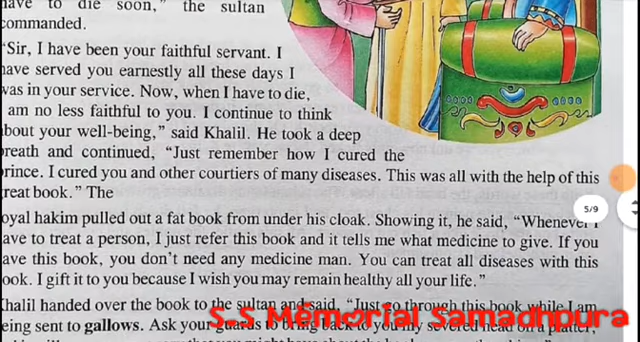 have to die soon," the sultan
commanded.
"Sir, I have been your faithful servant. I
have served you earnestly all these days I
was in your service. Now, when I have to die,
am no less faithful to you. I continue to think
about your well-being," said Khalil. He took a deep
breath and continued, "Just remember how I cured the
prince. I cured you and other courtiers of many diseases. This was all with the help of this
great book." The
oyal hakim pulled out a fat book from under his cloak. Showing it, he said, "Whenever I
ave to treat a person, I just refer this book and it tells me what medicine to give. If you
ave this book, you don't need any medicine man. You can treat all diseases with this
ook. I gift it to you because I wish you may remain healthy all your life."
Khalil handed over the book to the sultan and said, "Just go through this book while I am
eing sent to gallows. Ask your guards to bring back to you my severed head on a platter,
5/9
S-S Memorial Samadhpura